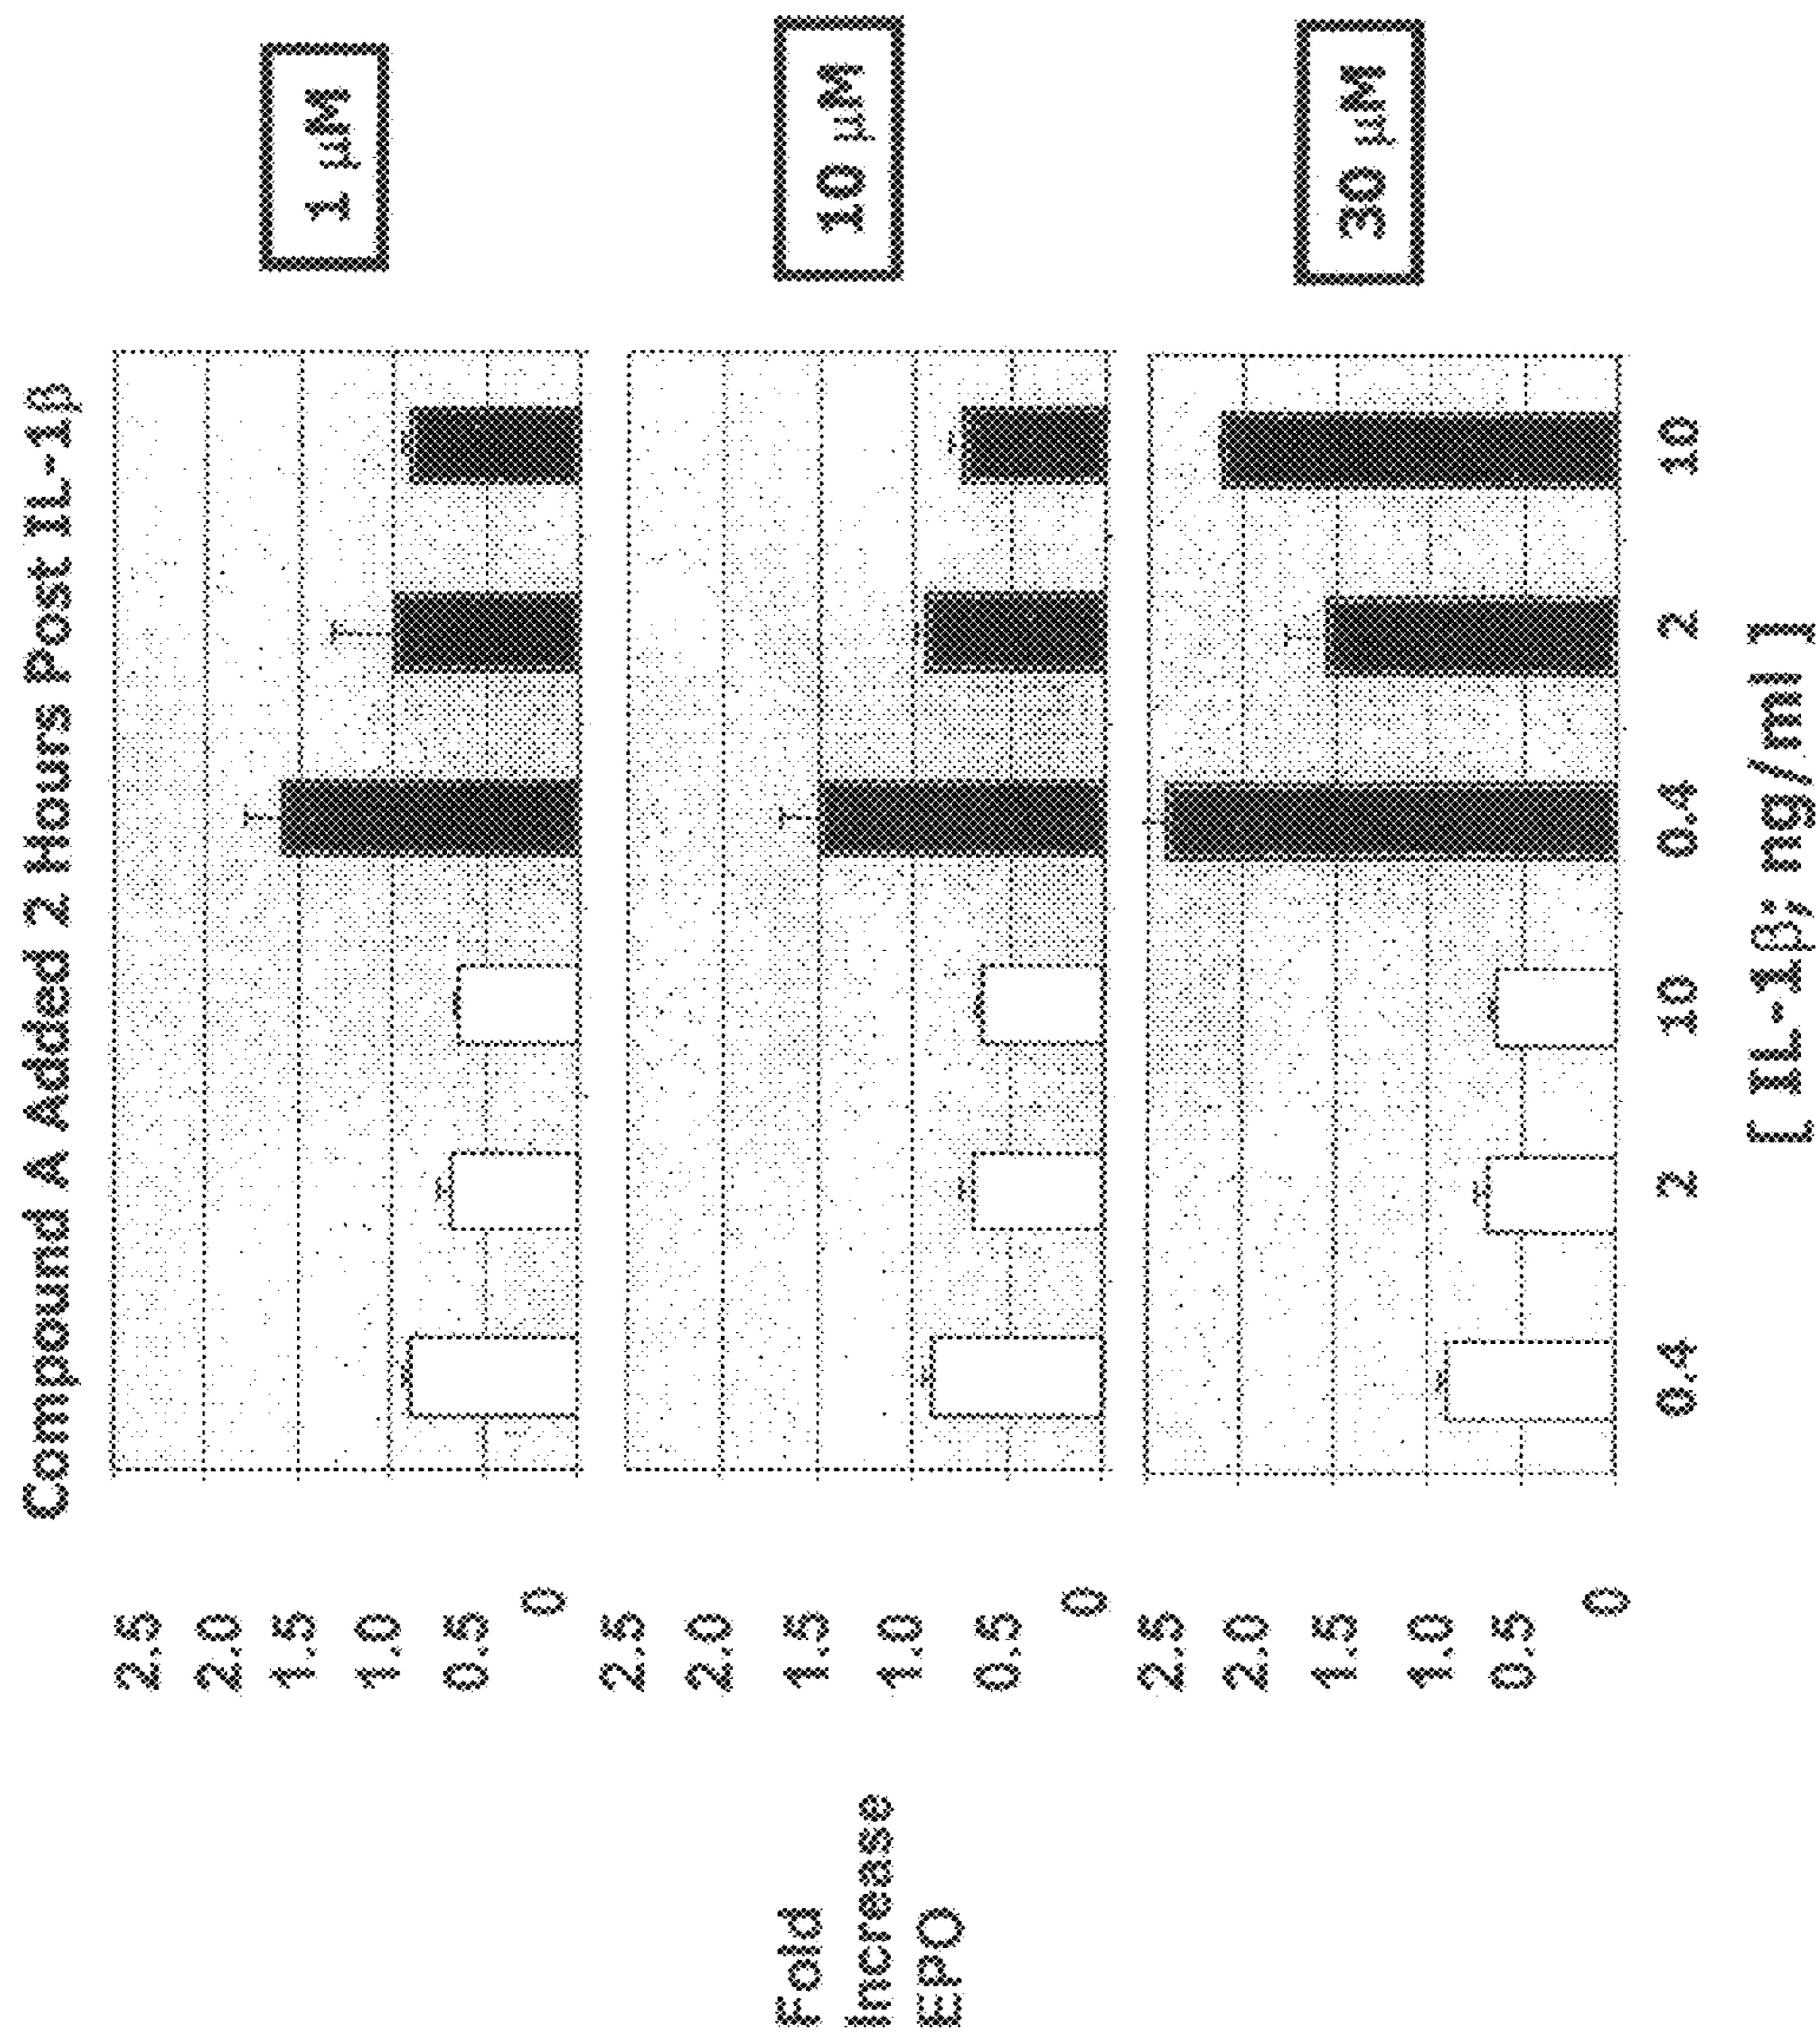 Compound A Added 2 Hours Post IL-1β
Fold
Increase
EPO
2.5
2.0
1.5
1.0
0.5
0
1 μM
2.5
2.0
1.5
1.0
0.5
0
10 μM
2.5
2.0
1.5
1.0
0.5
0
30 μM
0.4 2 10 0.4 2 10
[ IL-1β; ng/ml ]